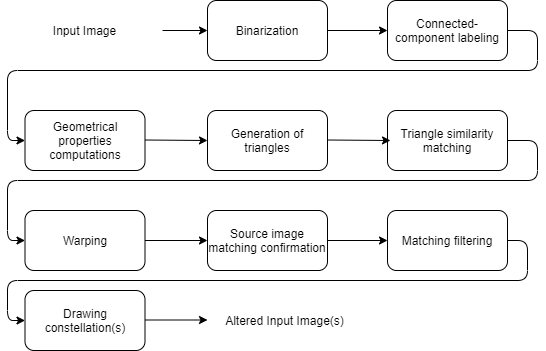 Input Image
Binarization
Connected-
component labeling
Geometrical
properties
computations
Generation of
triangles
Triangle similarity
matching
Warping
Source image
matching confirmation
Matching filtering
Drawing
constellation(s)
Altered Input Image(s)